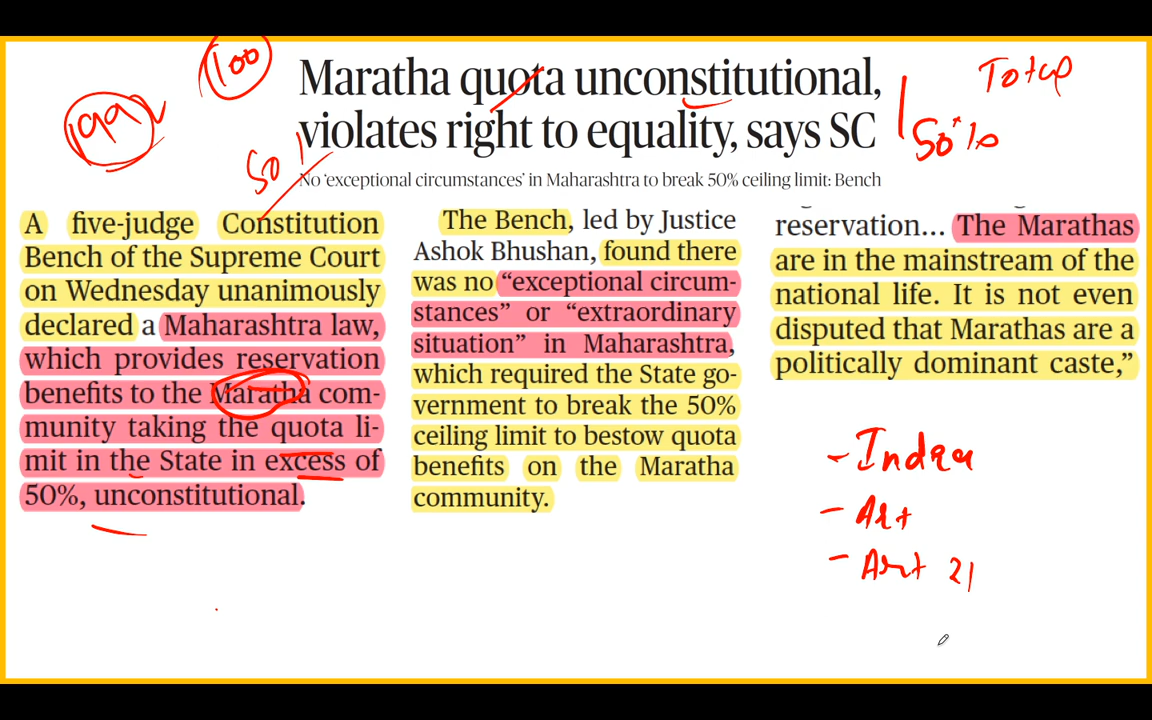 100
1992
Total
50%
50%
Maratha quota unconstitutional,
violates right to equality, says SC
No ‘exceptional circumstances’ in Maharashtra to break 50% ceiling limit: Bench
A five-judge Constitution
Bench of the Supreme Court
on Wednesday unanimously
declared a Maharashtra law,
which provides reservation
benefits to the Maratha com-
munity taking the quota li-
mit in the State in excess of
50%, unconstitutional.
The Bench, led by Justice
Ashok Bhushan, found there
was no “exceptional circum-
stances” or “extraordinary
situation” in Maharashtra,
which required the State go-
vernment to break the 50%
ceiling limit to bestow quota
benefits on the Maratha
community.
reservation... The Marathas
are in the mainstream of the
national life. It is not even
disputed that Marathas are a
politically dominant caste,”
- Indra
- Art
- Art 21